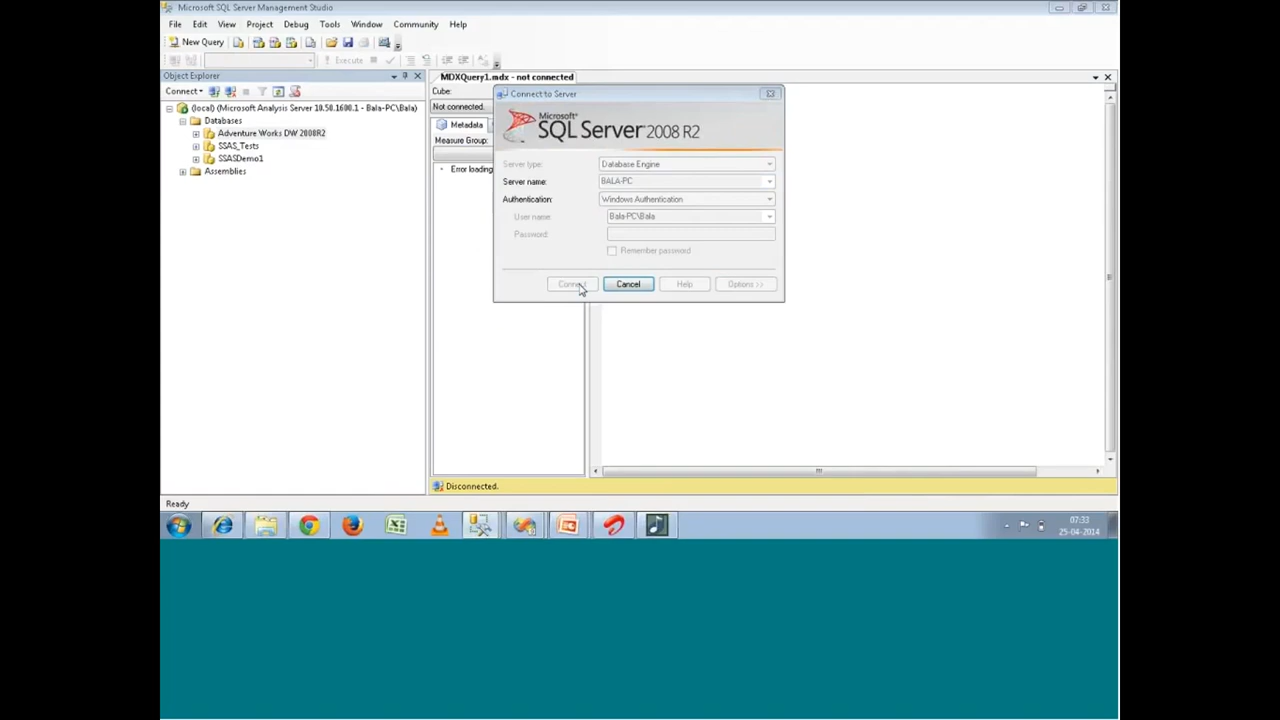 Microsoft SQL Server Management Studio
File Edit View Project Debug Tools Window Community Help
New Query
Execute
Object Explorer
MDXQuery1.mdx - not connected
Connect
Cube:
(local) (Microsoft Analysis Server 10.50.1600.1 - Bala-PC\Bala)
Not connected.
Databases
Adventure Works DW 2008R2
SSAS_Tests
SSASDemo1
Assemblies
Metadata
Measure Group:
Error loading
Connect to Server
Microsoft
SQL Server 2008 R2
Server type: Database Engine
Server name: BALA-PC
Authentication: Windows Authentication
User name: Bala-PC\Bala
Password:
Remember password
Cancel Help Options >>
Disconnected.
Ready
07:33
25-04-2014